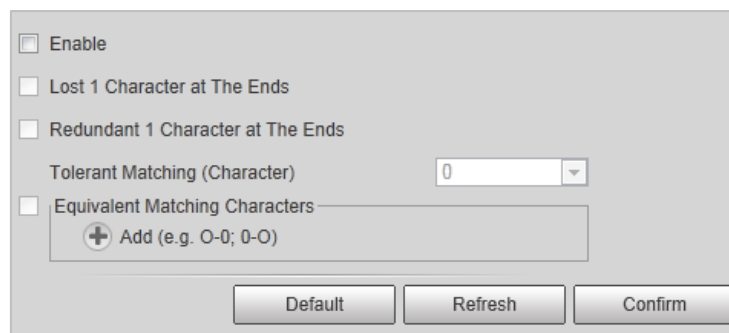 Enable
Lost 1 Character at The Ends
Redundant 1 Character at The Ends
Tolerant Matching (Character) 0
Equivalent Matching Characters
Add (e.g. O-0; 0-O)
Default Refresh Confirm